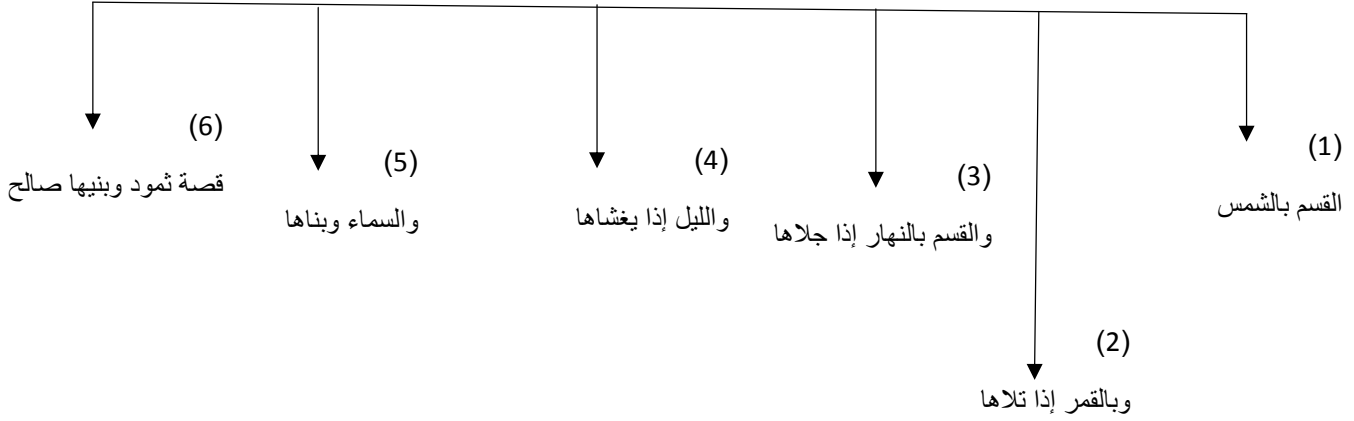 (1)
القسم بالشمس
(2)
وبالقمر إذا تلاها
(3)
والقسم بالنهار إذا جلاها
(4)
والليل إذا يغشاها
(5)
والسماء وبناها
(6)
قصة ثمود وبنيها صالح